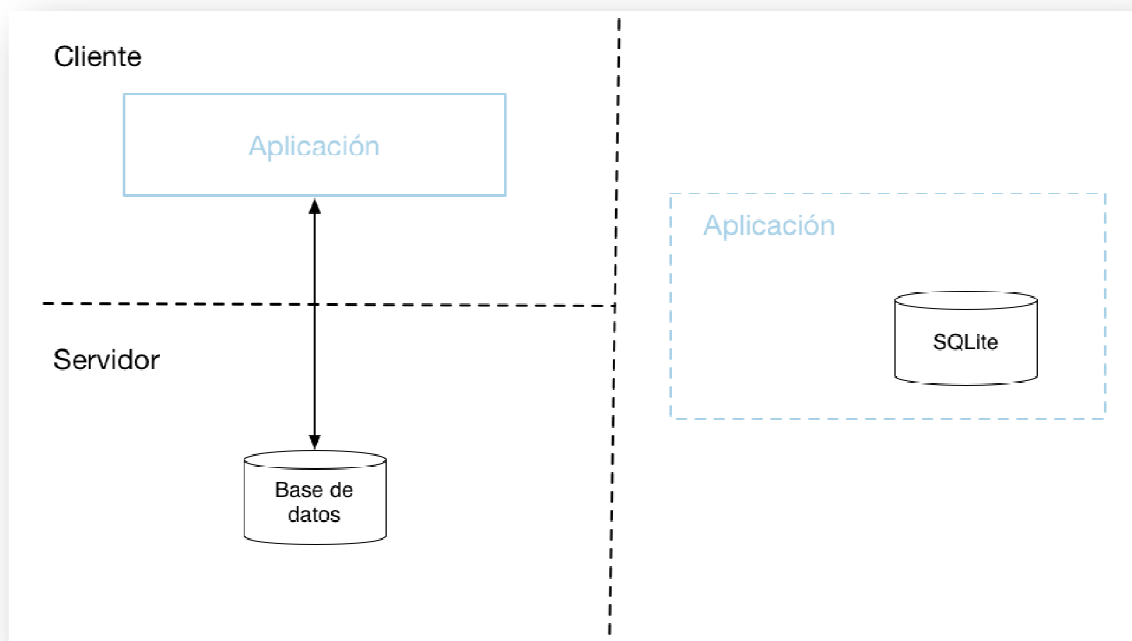 Cliente
Aplicación
Servidor
Base de
datos
Aplicación
SQLite